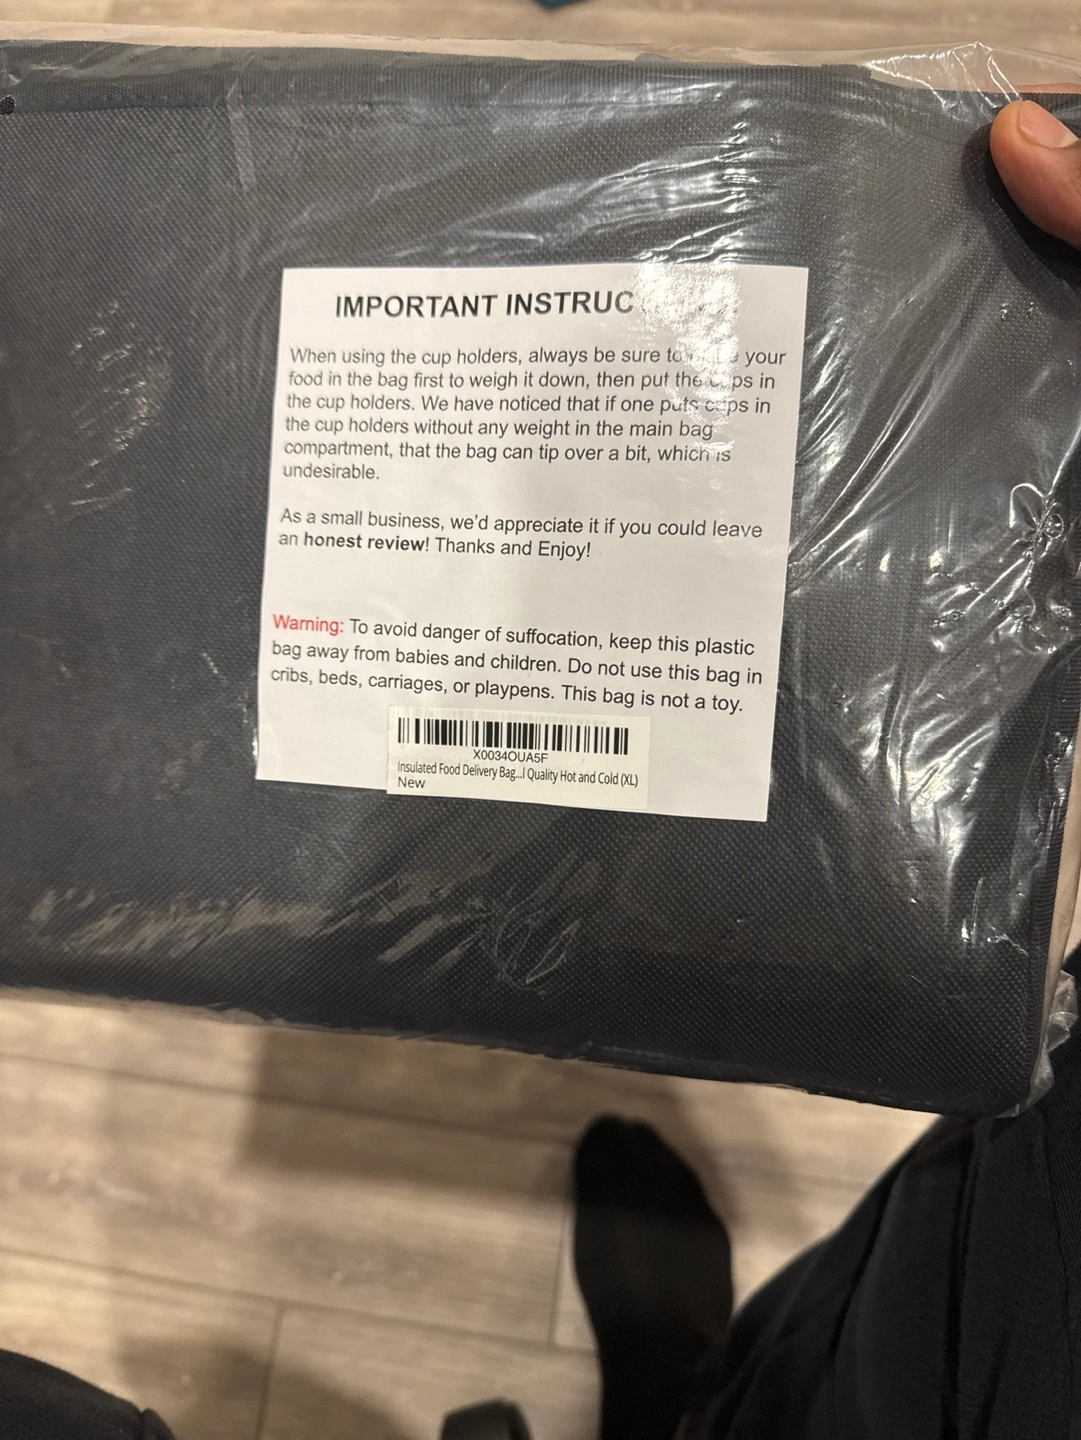 IMPORTANT INSTRUC
When using the cup holders, always be sure to your
food in the bag first to weigh it down, then put the cups in
the cup holders. We have noticed that if one puts cups in
the cup holders without any weight in the main bag
compartment, that the bag can tip over a bit, which is
undesirable.
As a small business, we'd appreciate it if you could leave
an honest review! Thanks and Enjoy!
Warning: To avoid danger of suffocation, keep this plastic
bag away from babies and children. Do not use this bag in
cribs, beds, carriages, or playpens. This bag is not a toy.
X0034OUA5F
Insulated Food Delivery Bag...l Quality Hot and Cold (XL)
New